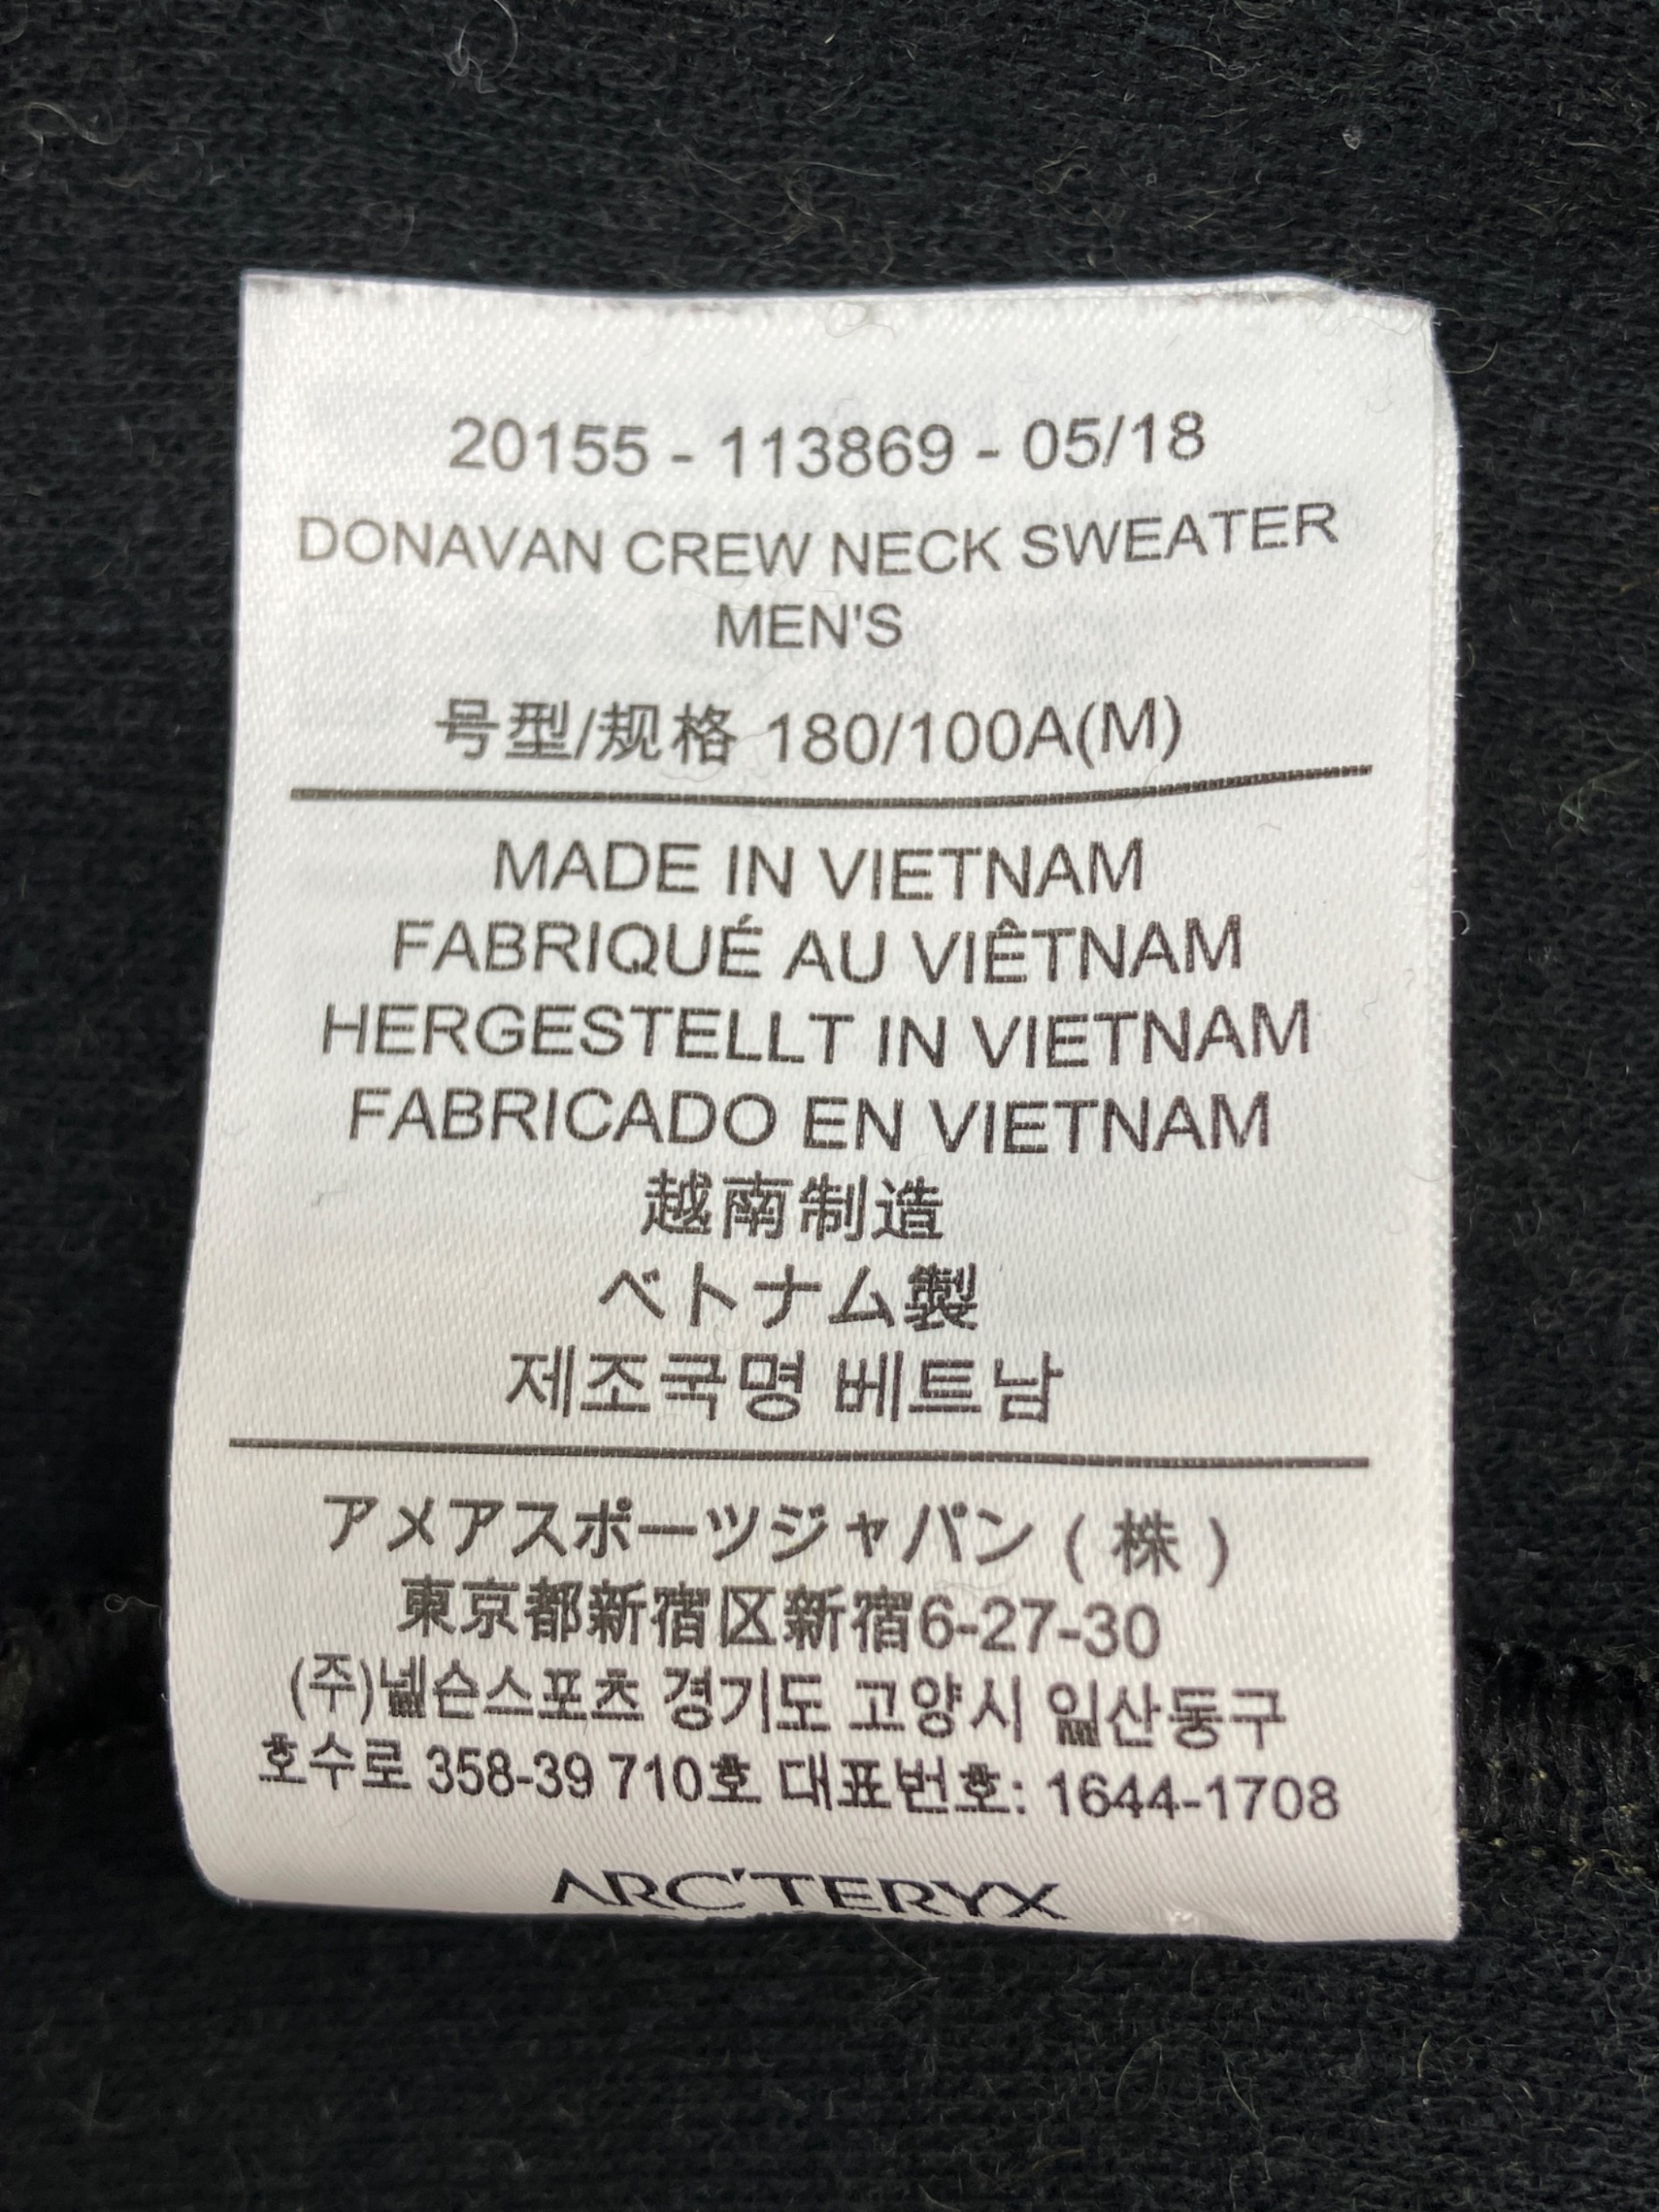 20155 - 113869 - 05/18
DONAVAN CREW NECK SWEATER
MEN'S
号型/规格 180/100A(M)
MADE IN VIETNAM
FABRIQUÉ AU VIÊTNAM
HERGESTELLT IN VIETNAM
FABRICADO EN VIETNAM
越南制造
ベトナム製
제조국명 베트남
アメアスポーツジャパン ( 株 )
東京都新宿区新宿6-27-30
(주)넬슨스포츠 경기도 고양시 일산동구
호수로 358-39 710호 대표번호: 1644-1708
ARC'TERYX